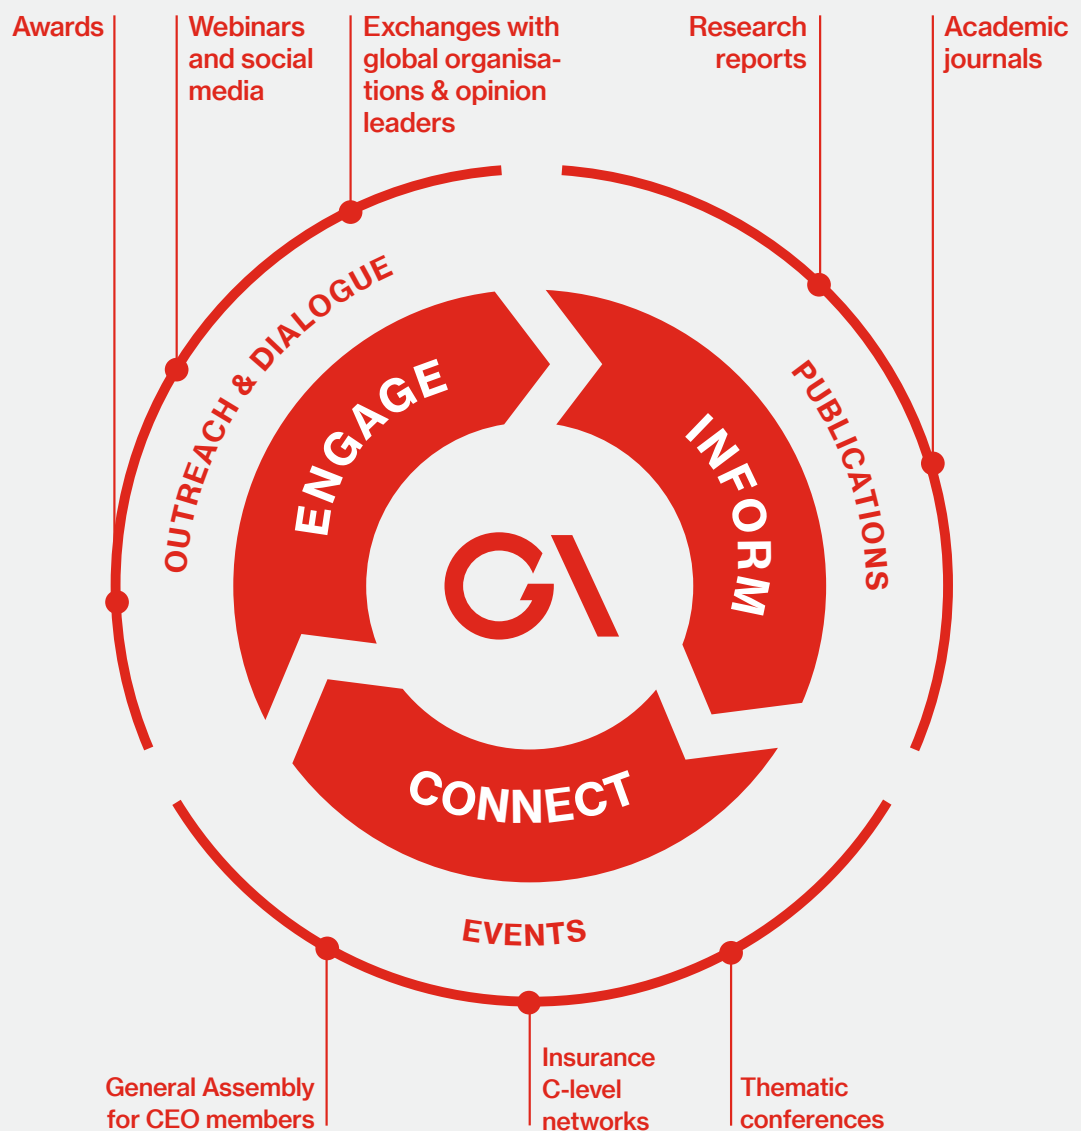 Awards
Webinars
and social
media
Exchanges with
global organisa-
tions & opinion
leaders
Research
reports
Academic
journals
OUTREACH & DIALOGUE
PUBLICATIONS
ENGAGE
INFORM
GA
CONNECT
EVENTS
General Assembly
for CEO members
Insurance
C-level
networks
Thematic
conferences